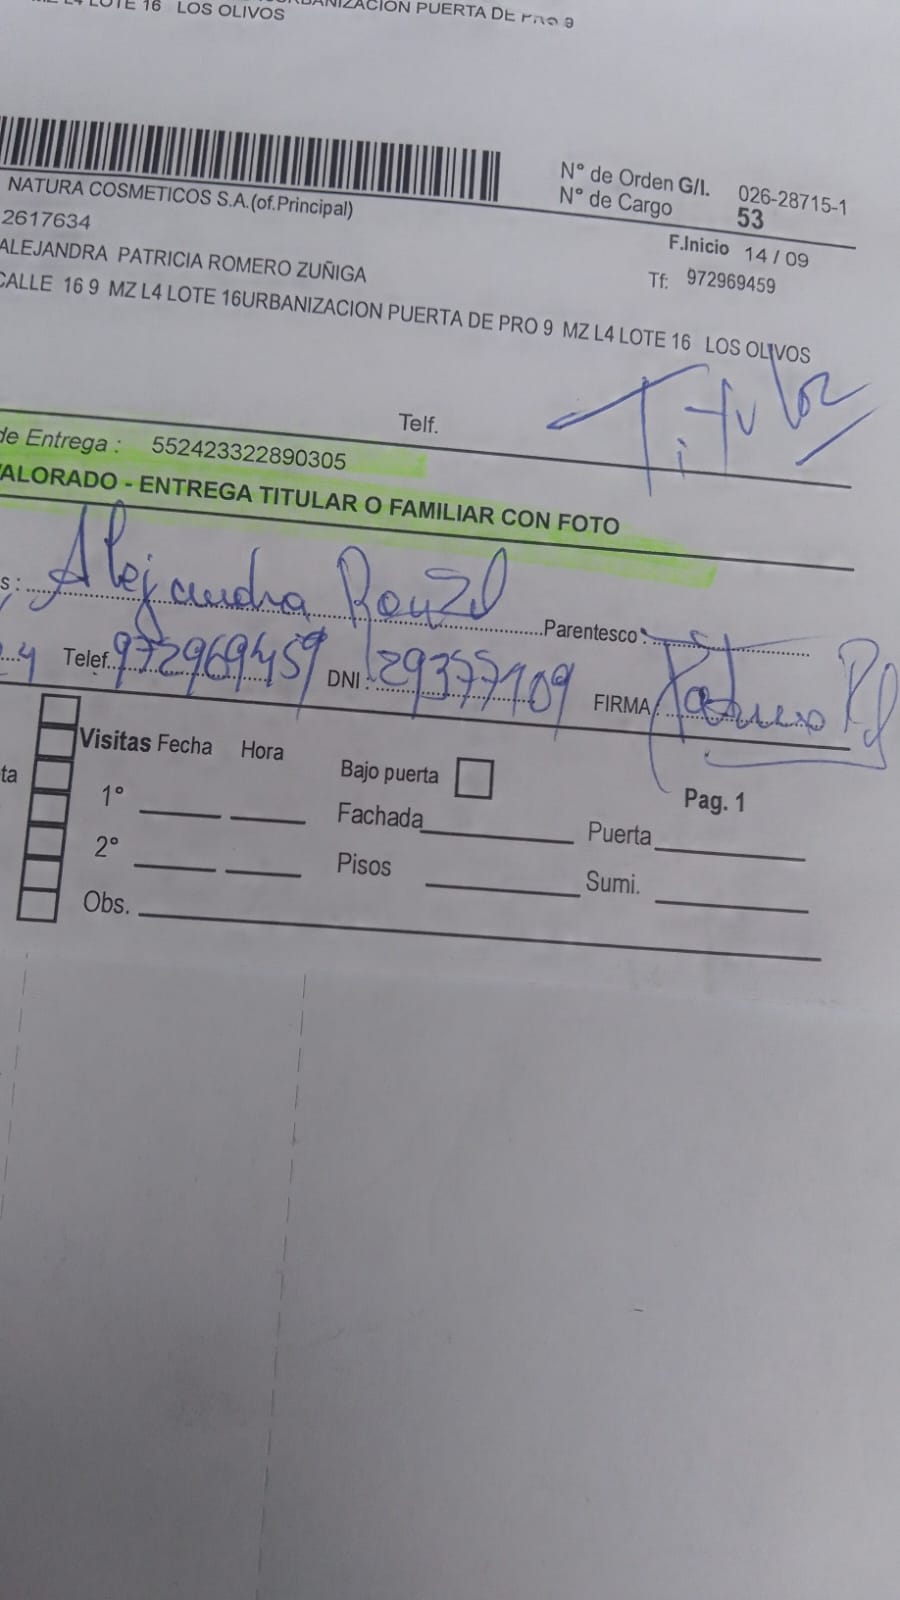 LOTE 16 LOS OLIVOS
URBANIZACION PUERTA DE PRO 9
NATURA COSMETICOS S.A.(of.Principal)
2617634
ALEJANDRA PATRICIA ROMERO ZUÑIGA
CALLE 16 9 MZ L4 LOTE 16URBANIZACION PUERTA DE PRO 9 MZ L4 LOTE 16 LOS OLIVOS
N° de Orden G/I. 026-28715-1
N° de Cargo 53
F.Inicio 14 / 09
Tf: 972969459
Telf.
Titular
de Entrega : 552423322890305
VALORADO - ENTREGA TITULAR O FAMILIAR CON FOTO
s: Alejandra Parentesco:
Telef. 972969459 DNI: 29377109 FIRMA:
Visitas Fecha Hora
Bajo puerta
Pag. 1
ta
1°
Fachada Puerta
2°
Pisos Sumi.
Obs.